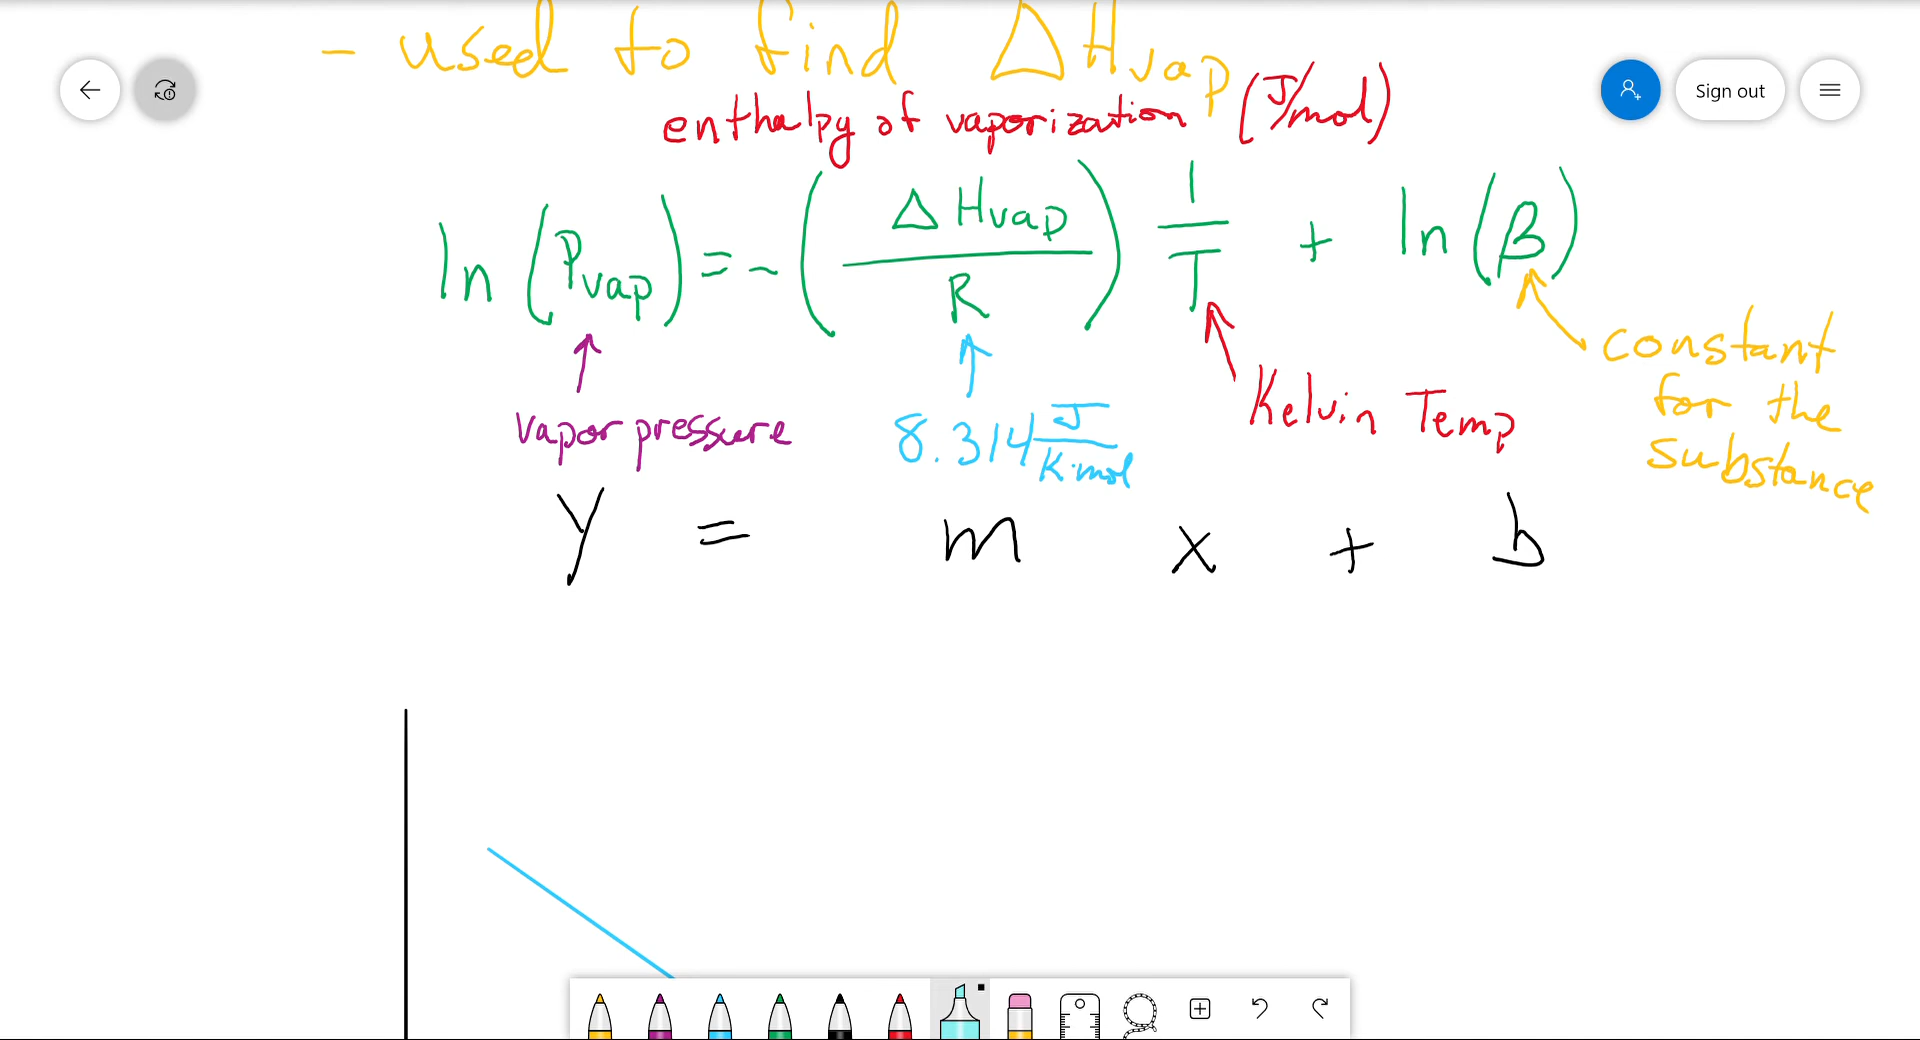 - used to find ΔHvap
Sign out
enthalpy of vaporization (J/mol)
ln(Pvap) = -(ΔHvap/R) 1/T + ln(β)
vapor pressure
8.314 J/K·mol
Kelvin Temp
constant
for the
substance
y = m x + b